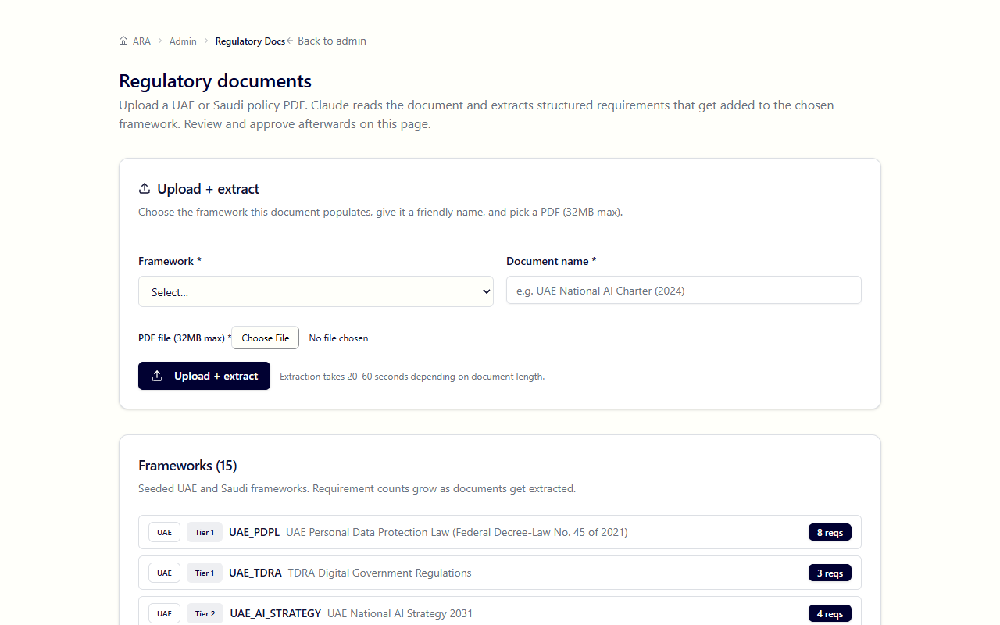 ARA > Admin > Regulatory Docs← Back to admin
Regulatory documents
Upload a UAE or Saudi policy PDF. Claude reads the document and extracts structured requirements that get added to the chosen
framework. Review and approve afterwards on this page.
Upload + extract
Choose the framework this document populates, give it a friendly name, and pick a PDF (32MB max).
Framework * Document name *
Select... e.g. UAE National AI Charter (2024)
PDF file (32MB max) * Choose File No file chosen
Upload + extract Extraction takes 20–60 seconds depending on document length.
Frameworks (15)
Seeded UAE and Saudi frameworks. Requirement counts grow as documents get extracted.
UAE Tier 1 UAE_PDPL UAE Personal Data Protection Law (Federal Decree-Law No. 45 of 2021) 8 reqs
UAE Tier 1 UAE_TDRA TDRA Digital Government Regulations 3 reqs
UAE Tier 2 UAE_AI_STRATEGY UAE National AI Strategy 2031 4 reqs